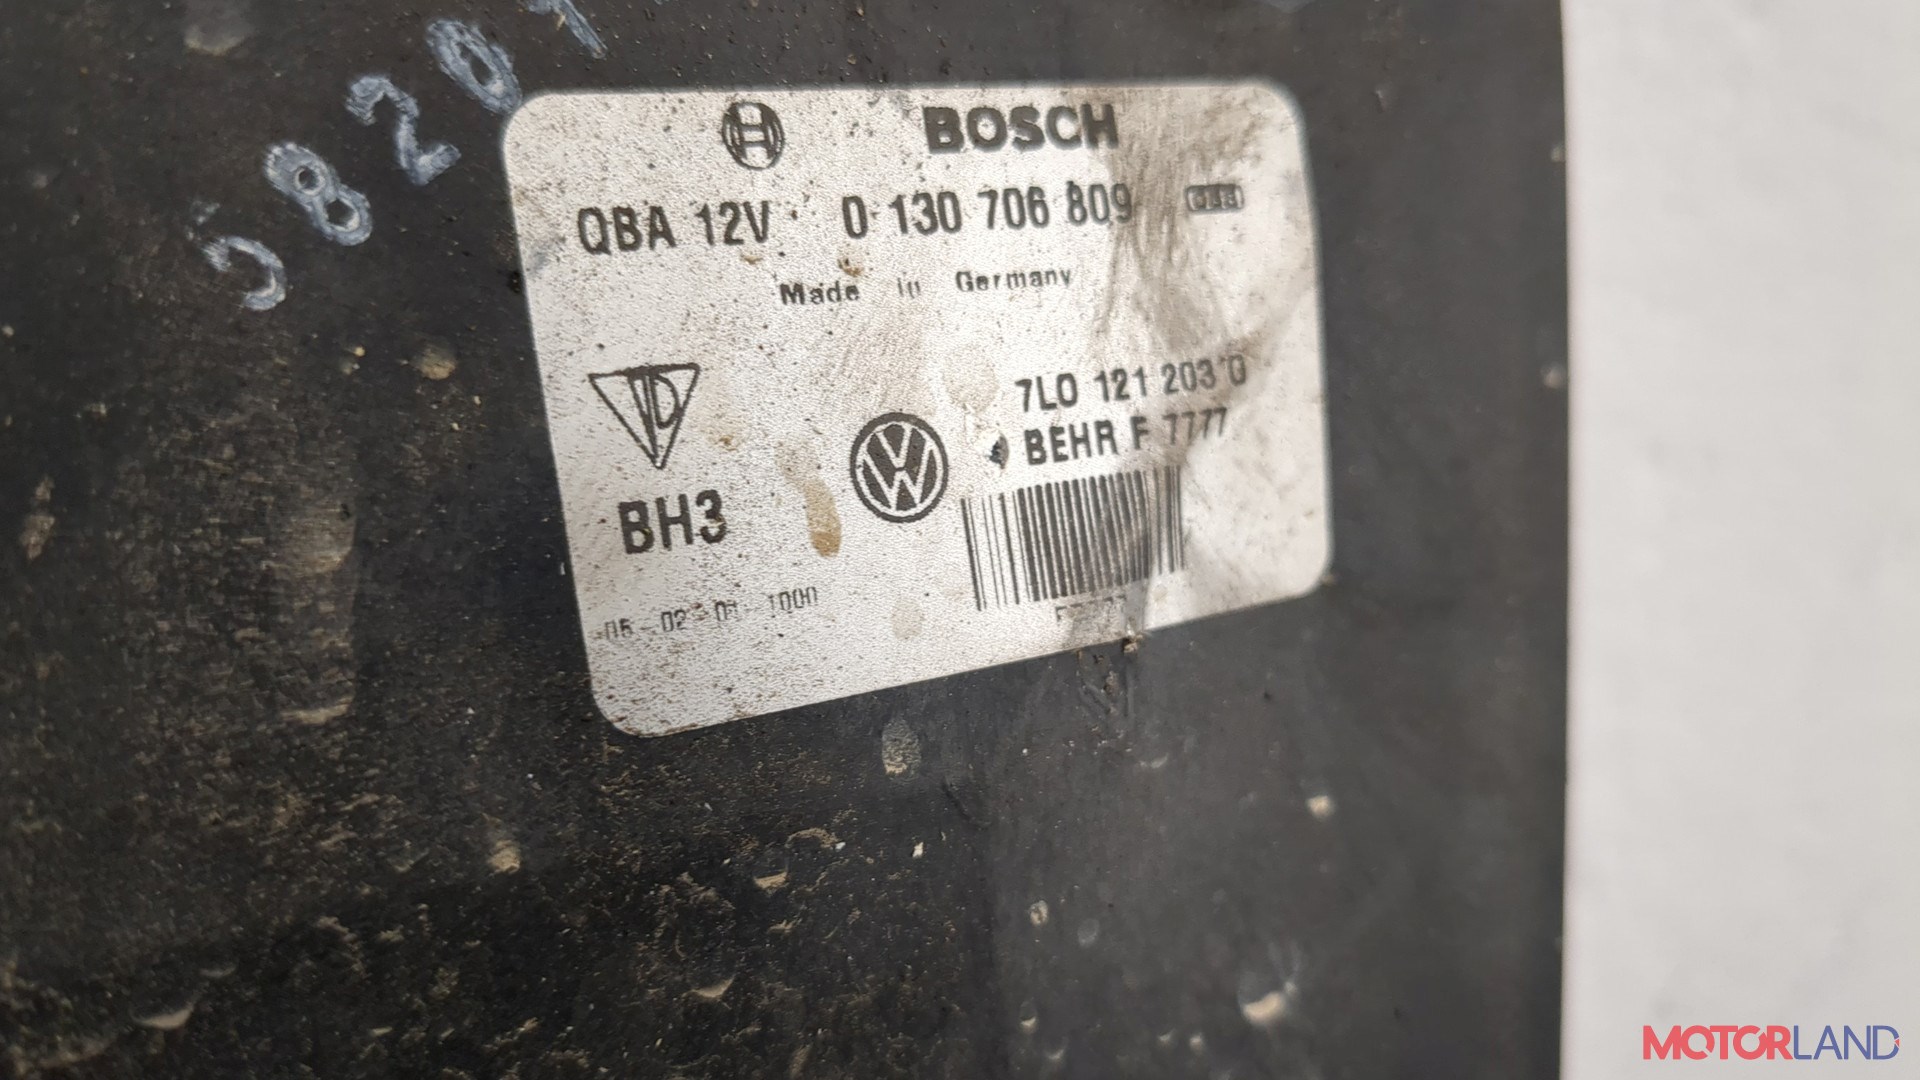 BOSCH
QBA 12V 0 130 706 809
Made in Germany
7L0 121 203
BEHR F 7777
BH3
MOTORLAND